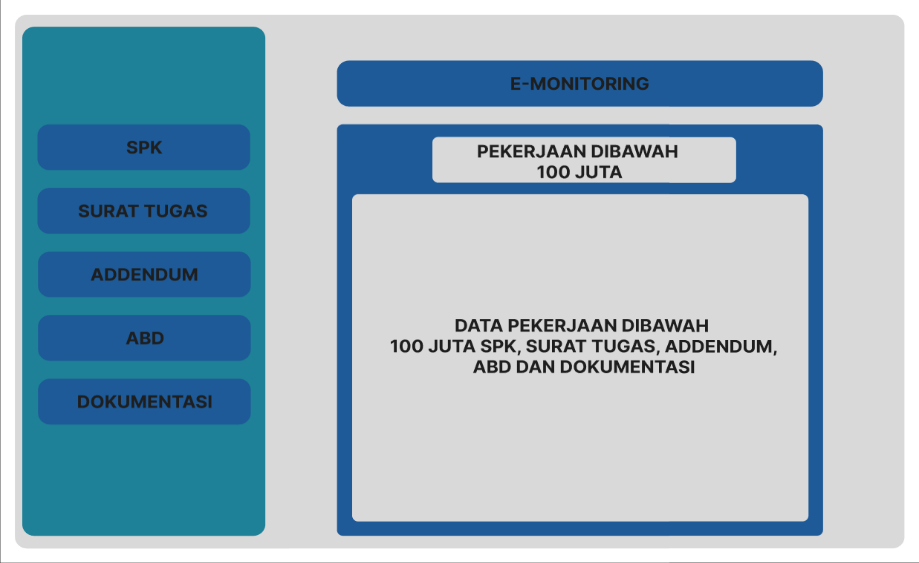 SPK
SURAT TUGAS
ADDENDUM
ABD
DOKUMENTASI
E-MONITORING
PEKERJAAN DIBAWAH
100 JUTA
DATA PEKERJAAN DIBAWAH
100 JUTA SPK, SURAT TUGAS, ADDENDUM,
ABD DAN DOKUMENTASI